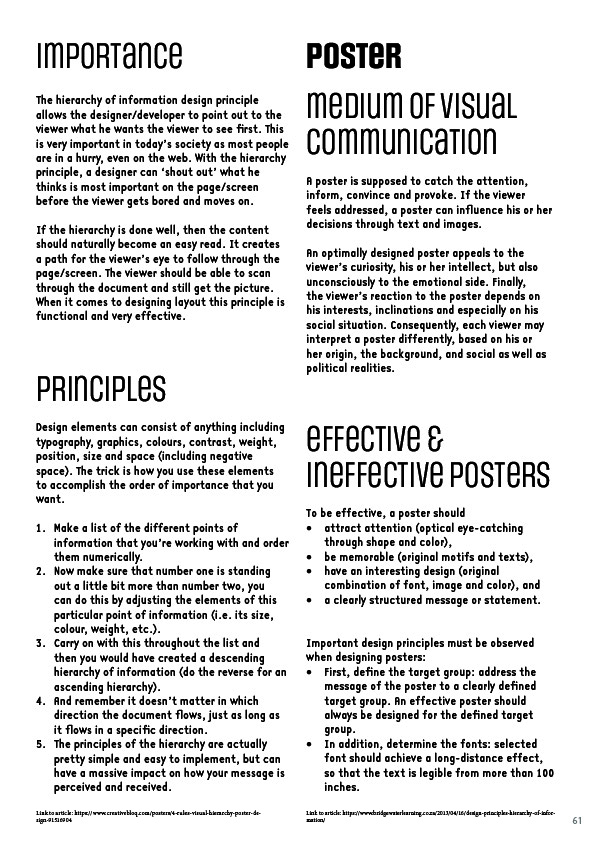 Importance
The hierarchy of information design principle
allows the designer/developer to point out to the
viewer what he wants the viewer to see first. This
is very important in today's society as most people
are in a hurry, even on the web. With the hierarchy
principle, a designer can 'shout out' what he
thinks is most important on the page/screen
before the viewer gets bored and moves on.
If the hierarchy is done well, then the content
should naturally become an easy read. It creates
a path for the viewer's eye to follow through the
page/screen. The viewer should be able to scan
through the document and still get the picture.
When it comes to designing layout this principle is
functional and very effective.
Principles
Design elements can consist of anything including
typography, graphics, colours, contrast, weight,
position, size and space (including negative
space). The trick is how you use these elements
to accomplish the order of importance that you
want.
1. Make a list of the different points of
information that you're working with and order
them numerically.
2. Now make sure that number one is standing
out a little bit more than number two, you
can do this by adjusting the elements of this
particular point of information (i.e. its size,
colour, weight, etc.).
3. Carry on with this throughout the list and
then you would have created a descending
hierarchy of information (do the reverse for an
ascending hierarchy).
4. And remember it doesn't matter in which
direction the document flows, just as long as
it flows in a specific direction.
5. The principles of the hierarchy are actually
pretty simple and easy to implement, but can
have a massive impact on how your message is
perceived and received.
Link to article: https://www.creativebloq.com/posters/4-rules-visual-hierarchy-poster-de-
sign-91516904
Poster
Medium of Visual
Communication
A poster is supposed to catch the attention,
inform, convince and provoke. If the viewer
feels addressed, a poster can influence his or her
decisions through text and images.
An optimally designed poster appeals to the
viewer's curiosity, his or her intellect, but also
unconsciously to the emotional side. Finally,
the viewer's reaction to the poster depends on
his interests, inclinations and especially on his
social situation. Consequently, each viewer may
interpret a poster differently, based on his or
her origin, the background, and social as well as
political realities.
Effective &
Ineffective Posters
To be effective, a poster should
• attract attention (optical eye-catching
through shape and color),
• be memorable (original motifs and texts),
• have an interesting design (original
combination of font, image and color), and
• a clearly structured message or statement.
Important design principles must be observed
when designing posters:
• First, define the target group: address the
message of the poster to a clearly defined
target group. An effective poster should
always be designed for the defined target
group.
• In addition, determine the fonts: selected
font should achieve a long-distance effect,
so that the text is legible from more than 100
inches.
Link to article: https://www.bridgewaterlearning.co.za/2013/04/16/design-principles-hierarchy-of-infor-
mation/
61